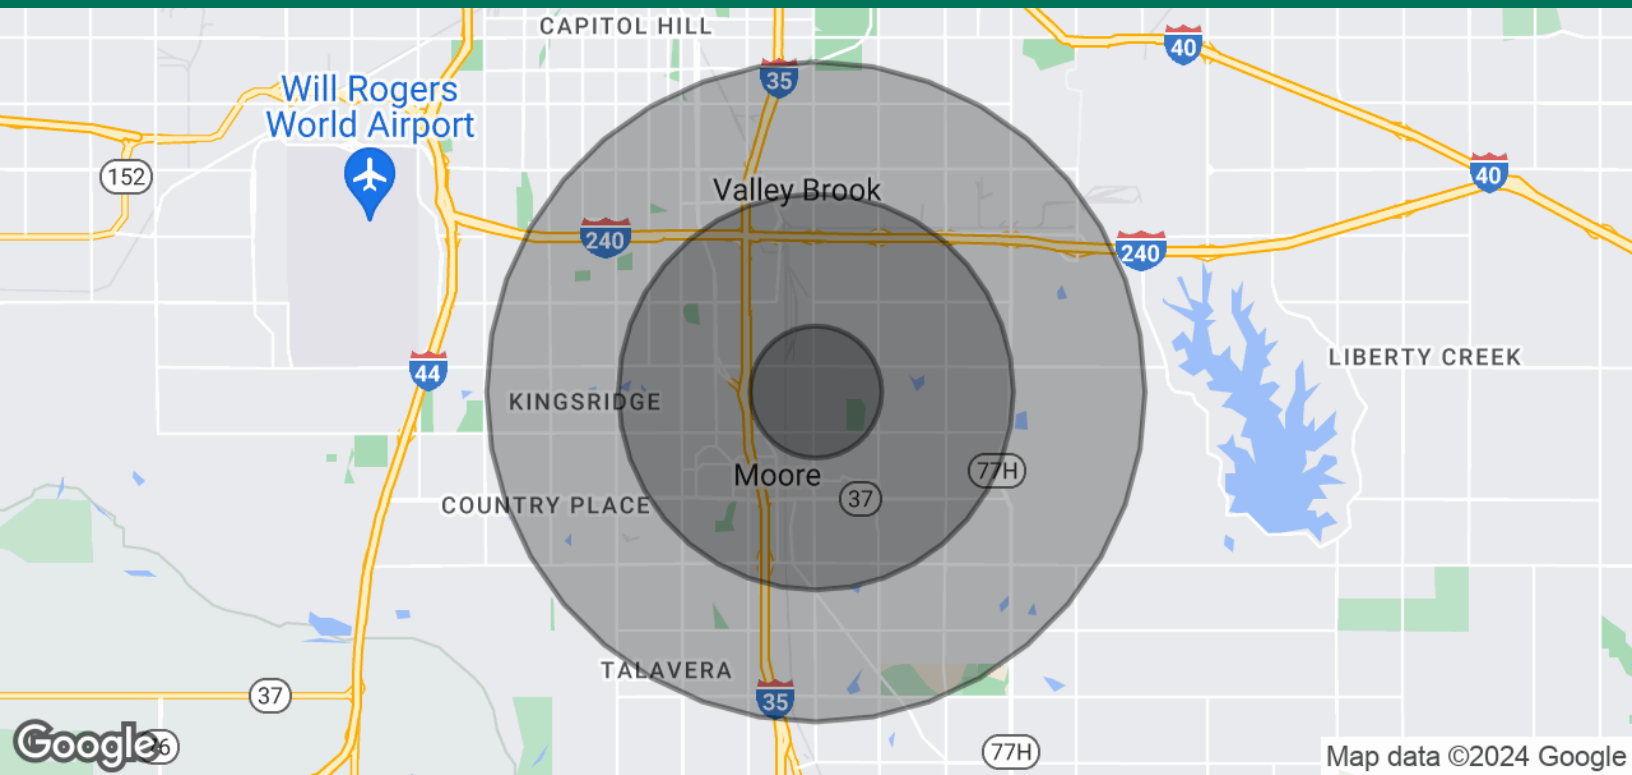 CAPITOL HILL
40
35
Will Rogers
World Airport
152
40
Valley Brook
240
240
LIBERTY CREEK
44
KINGSRIDGE
Moore
77H
37
COUNTRY PLACE
TALAVERA
37
35
Google
77H
Map data ©2024 Google